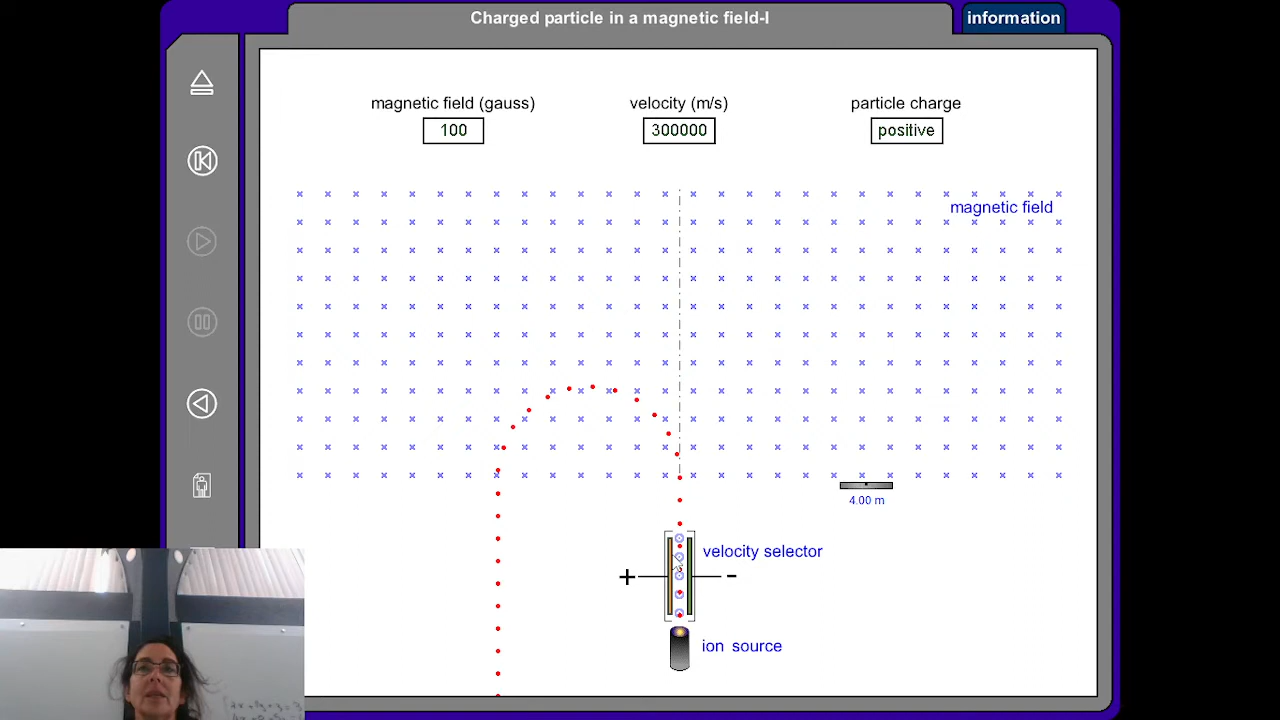 Charged particle in a magnetic field-I
information
magnetic field (gauss)
velocity (m/s)
particle charge
100
300000
positive
magnetic field
4.00 m
velocity selector
+
-
ion source